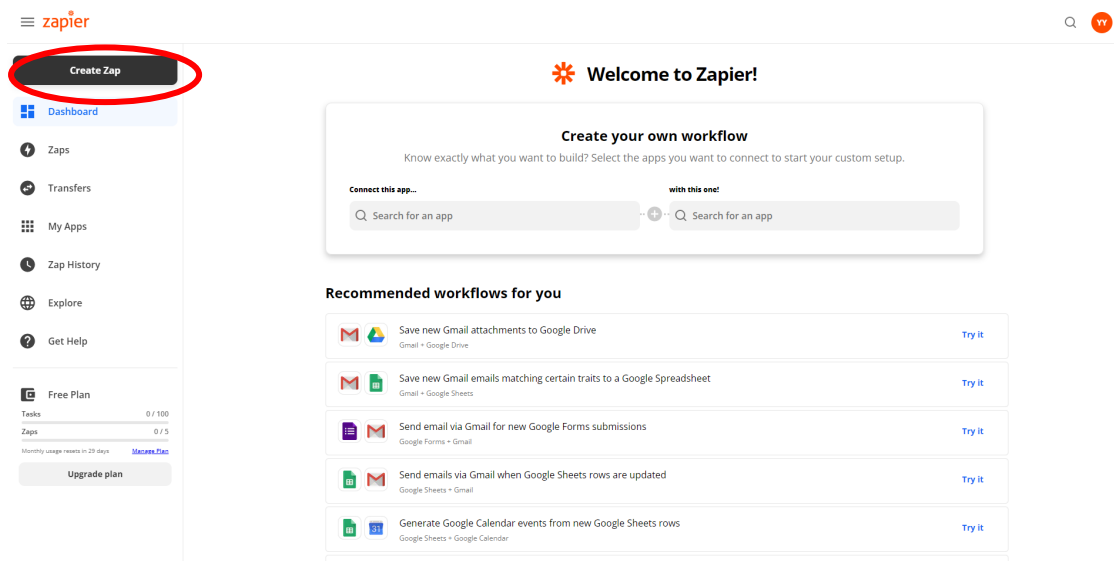 zapier
YY
Create Zap
Dashboard
Zaps
Transfers
My Apps
Zap History
Explore
Get Help
Free Plan
Tasks 0 / 100
Zaps 0 / 5
Monthly usage resets in 29 days Manage Plan
Upgrade plan
Welcome to Zapier!
Create your own workflow
Know exactly what you want to build? Select the apps you want to connect to start your custom setup.
Connect this app... with this one!
Search for an app Search for an app
Recommended workflows for you
Save new Gmail attachments to Google Drive
Gmail + Google Drive
Try it
Save new Gmail emails matching certain traits to a Google Spreadsheet
Gmail + Google Sheets
Try it
Send email via Gmail for new Google Forms submissions
Google Forms + Gmail
Try it
Send emails via Gmail when Google Sheets rows are updated
Google Sheets + Gmail
Try it
31
Generate Google Calendar events from new Google Sheets rows
Google Sheets + Google Calendar
Try it